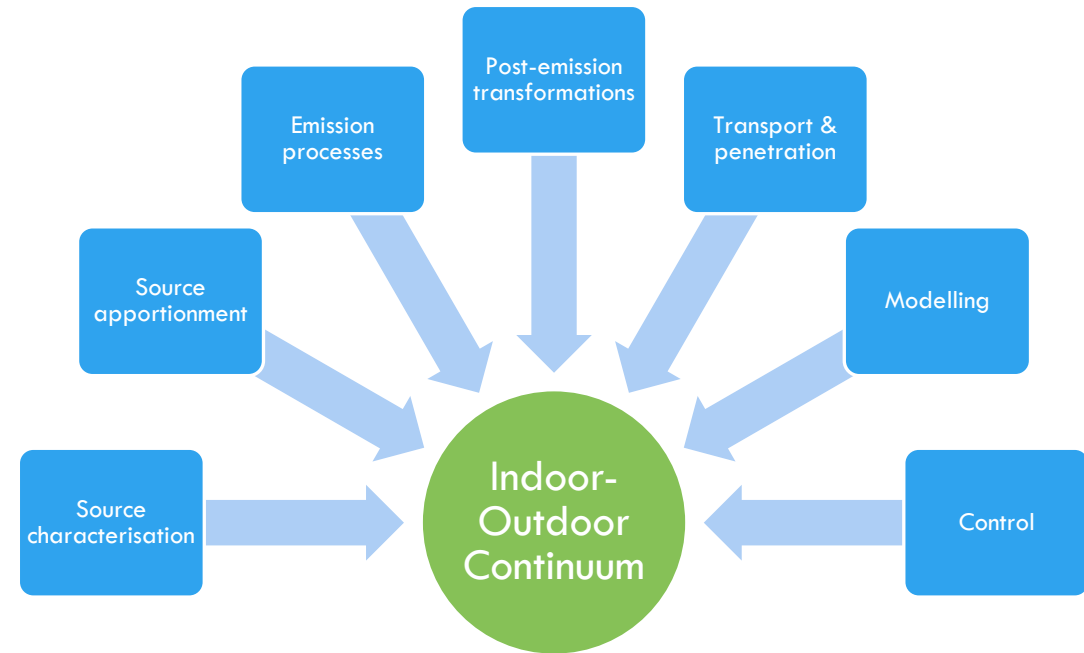 Post-emission
transformations
Emission
processes
Transport &
penetration
Source
apportionment
Modelling
Source
characterisation
Indoor-
Outdoor
Continuum
Control